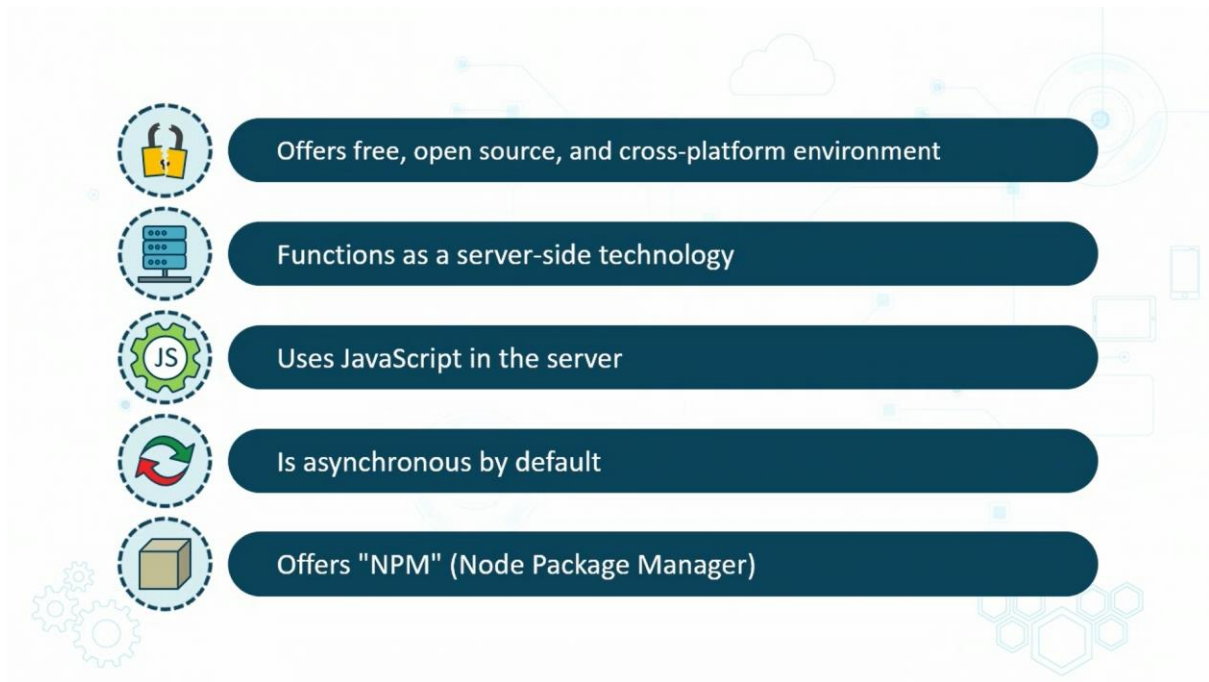 Offers free, open source, and cross-platform environment
Functions as a server-side technology
JS
Uses JavaScript in the server
Is asynchronous by default
Offers "NPM" (Node Package Manager)